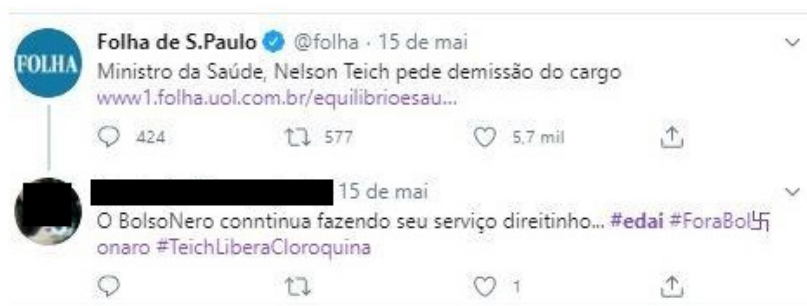 FOLHA
Folha de S.Paulo @folha · 15 de mai
Ministro da Saúde, Nelson Teich pede demissão do cargo
www1.folha.uol.com.br/equilibrioesau...
424 577 5,7 mil
15 de mai
O BolsoNero conntinua fazendo seu serviço direitinho... #edai #ForaBol卐
onaro #TeichLiberaCloroquina
1